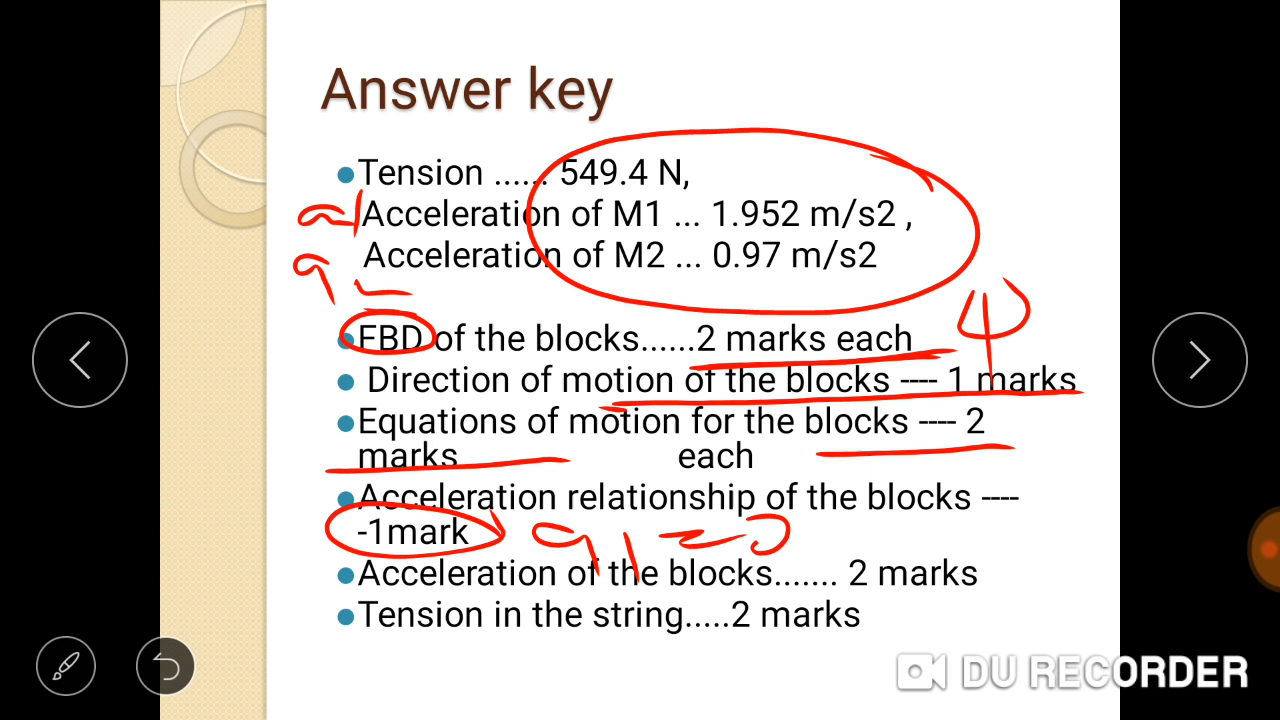 Answer key
Tension ...... 549.4 N,
Acceleration of M1 ... 1.952 m/s2 ,
Acceleration of M2 ... 0.97 m/s2
FBD of the blocks......2 marks each
Direction of motion of the blocks ---- 1 marks
Equations of motion for the blocks ---- 2
marks each
Acceleration relationship of the blocks ----
-1mark
Acceleration of the blocks....... 2 marks
Tension in the string.....2 marks
DU RECORDER